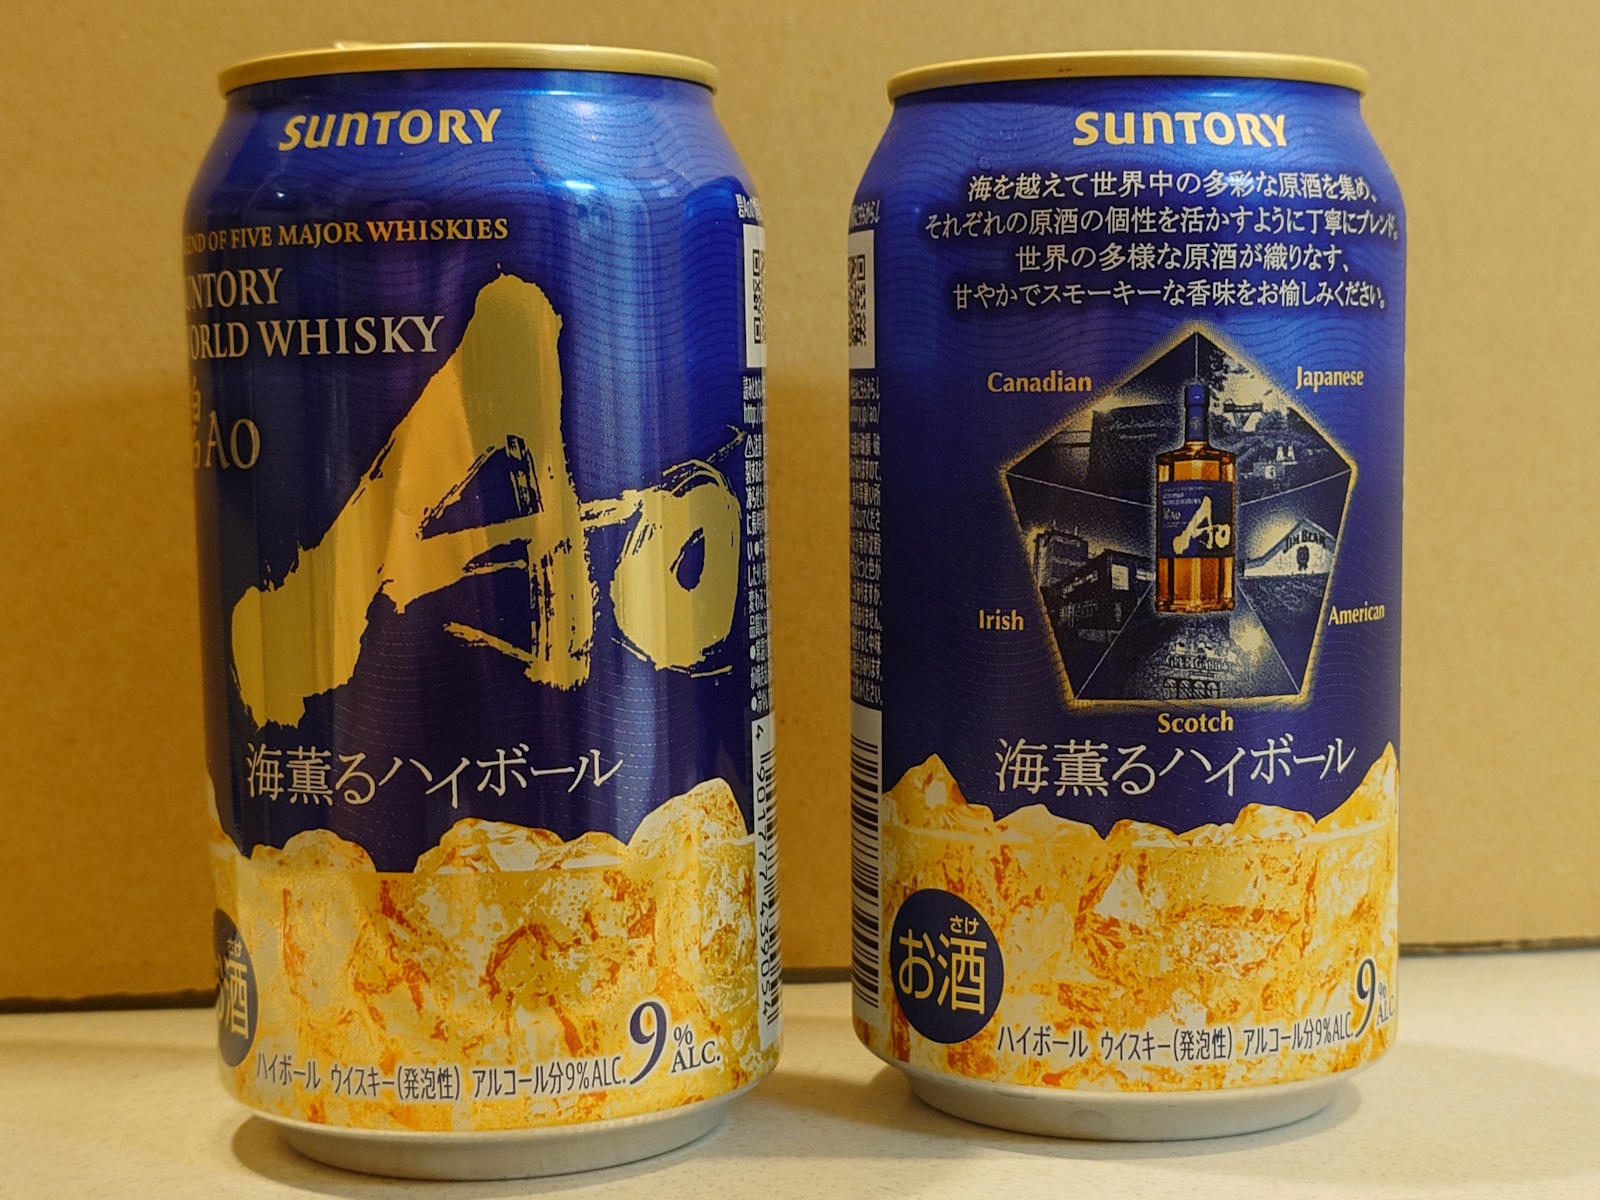 SUNTORY
OF FIVE MAJOR WHISKIES
WHISKY
AO
Ao
海薫るハイボール
さけ
酒
ハイボール ウイスキー(発泡性) アルコール分9%ALC.
9%
ALC.
4 901777 439054
SUNTORY
海を越えて世界中の多彩な原酒を集め、
それぞれの原酒の個性を活かすように丁寧にブレンド。
世界の多様な原酒が織りなす、
甘やかでスモーキーな香味をお愉しみください。
Canadian
Japanese
Ao
JIM BEAM
Irish
American
Scotch
海薫るハイボール
さけ
お酒
ハイボール ウイスキー(発泡性) アルコール分9%ALC.
9%
ALC.